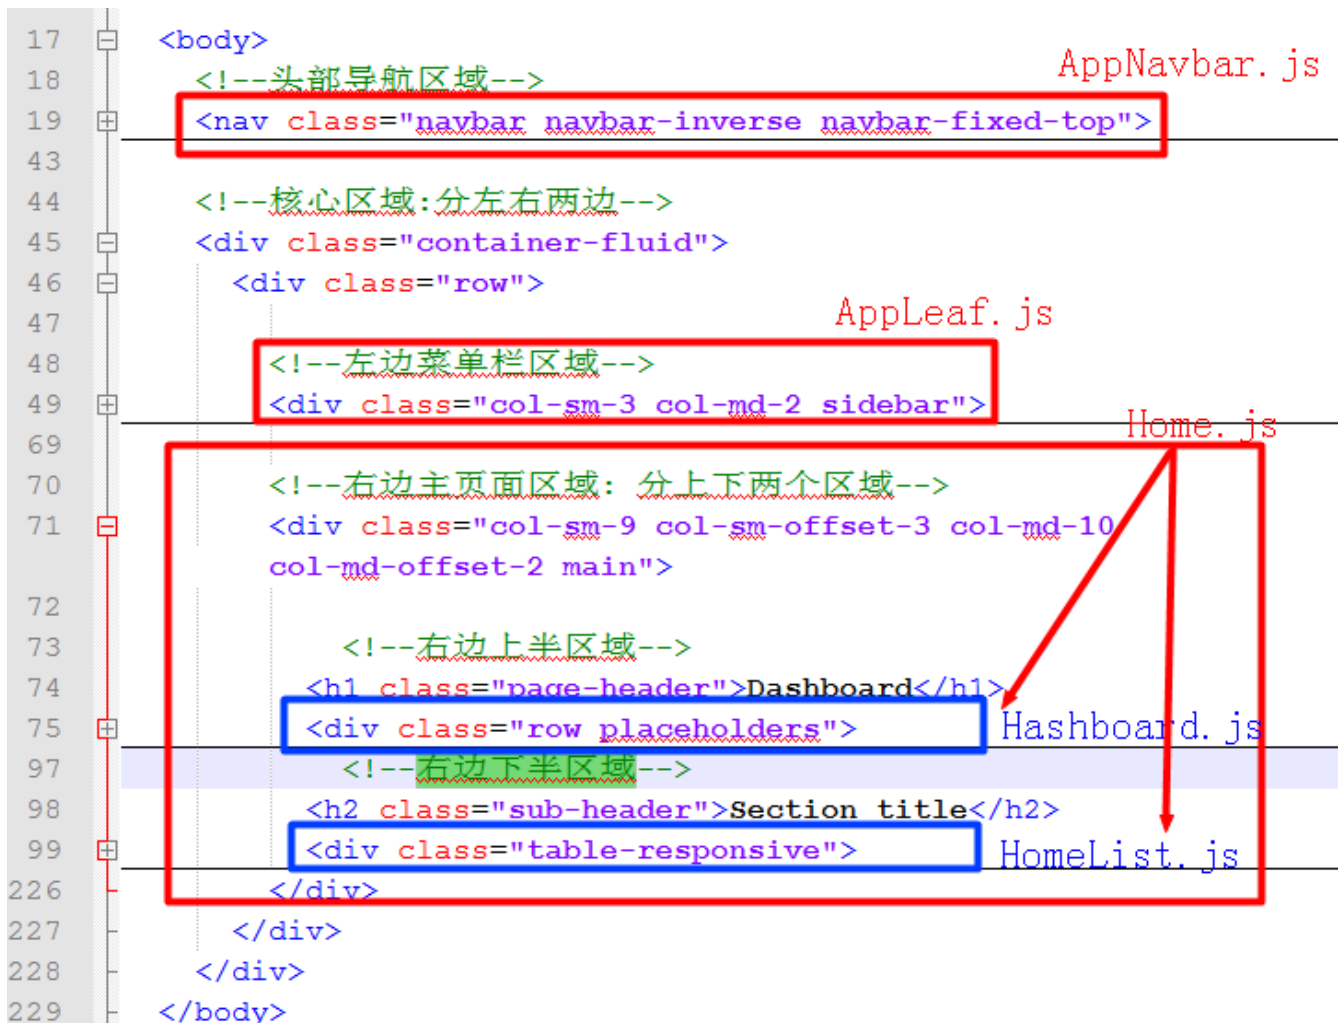 17 <body>
18 <!--头部导航区域-->
AppNavbar.js
19 <nav class="navbar navbar-inverse navbar-fixed-top">
43
44 <!--核心区域:分左右两边-->
45 <div class="container-fluid">
46 <div class="row">
47
AppLeaf.js
48 <!--左边菜单栏区域-->
49 <div class="col-sm-3 col-md-2 sidebar">
Home.js
69
70 <!--右边主页面区域: 分上下两个区域-->
71 <div class="col-sm-9 col-sm-offset-3 col-md-10
col-md-offset-2 main">
72
73 <!--右边上半区域-->
74 <h1 class="page-header">Dashboard</h1>
75 <div class="row placeholders">
Hashboard.js
97 <!--右边下半区域-->
98 <h2 class="sub-header">Section title</h2>
99 <div class="table-responsive">
HomeList.js
226 </div>
227 </div>
228 </div>
229 </body>